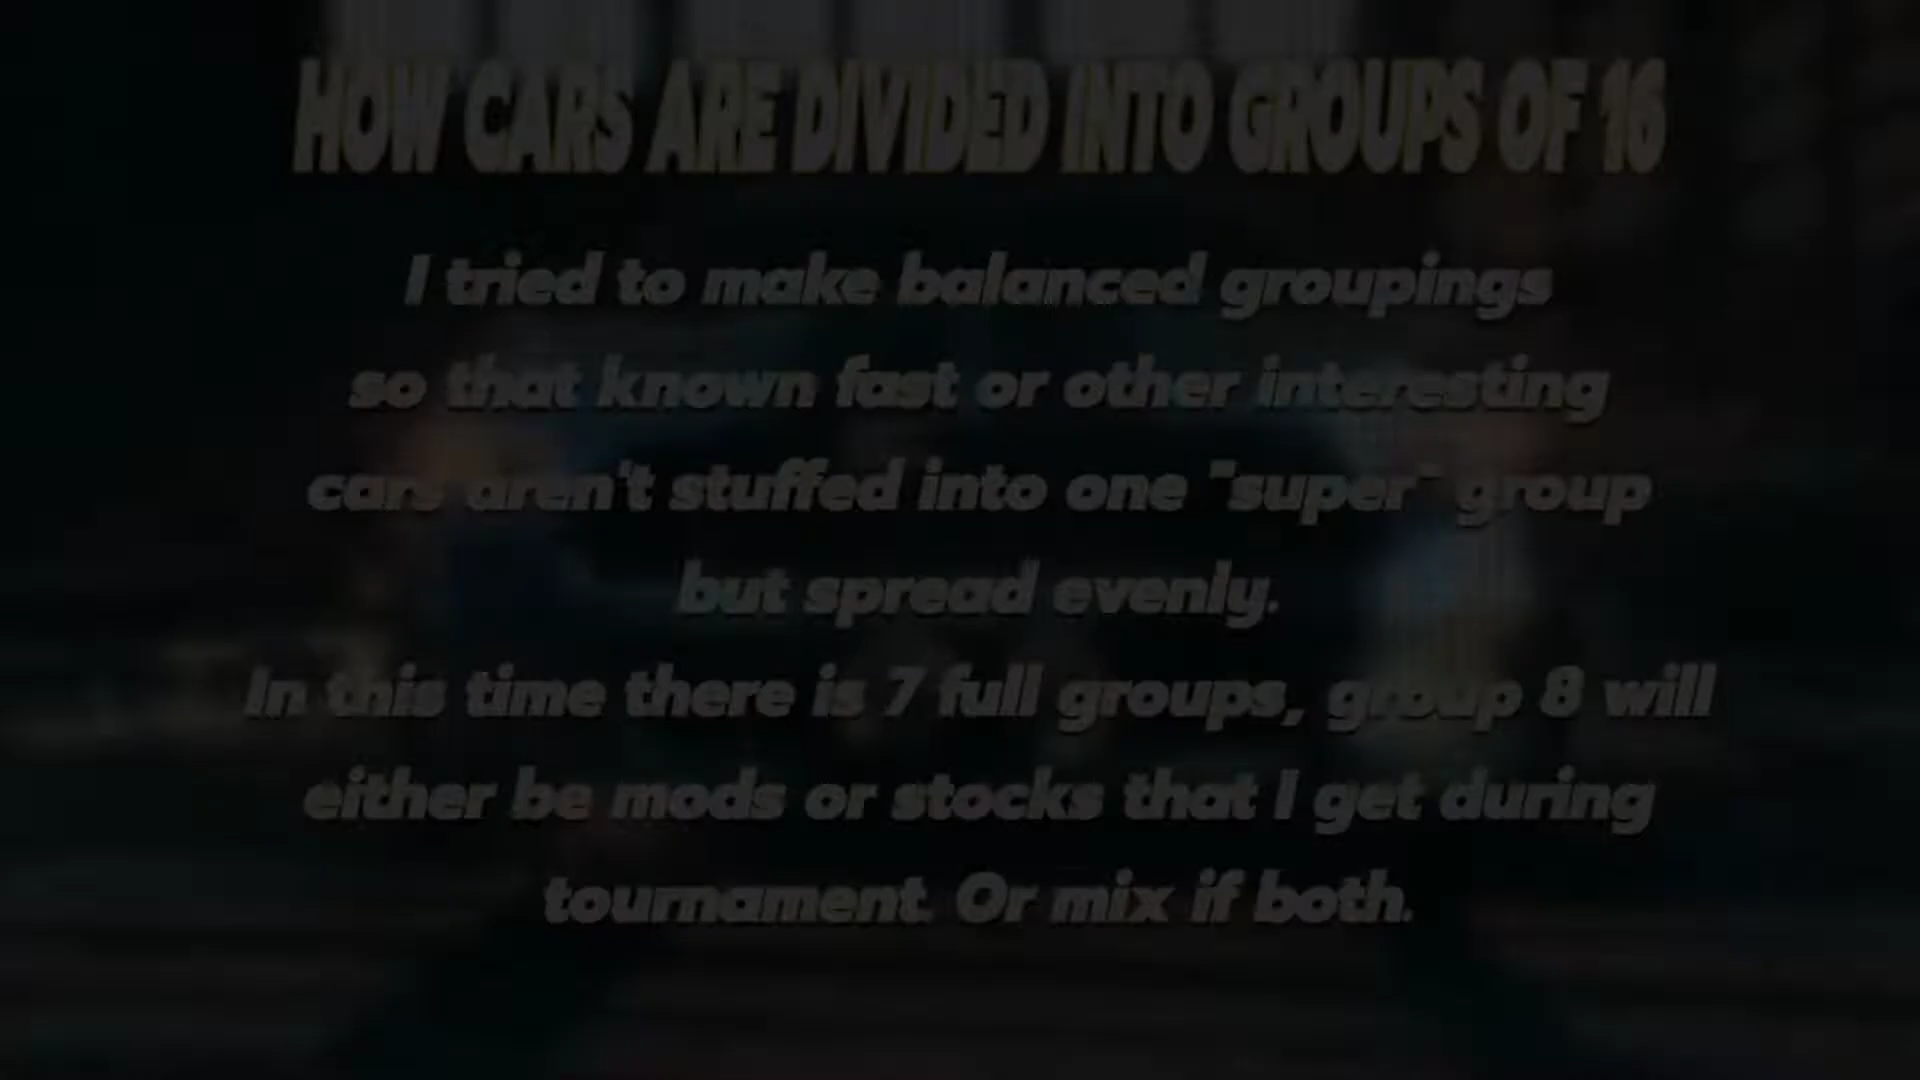 HOW CARS ARE DIVIDED INTO GROUPS OF 16
I tried to make balanced groupings
so that known fast or other interesting
cars aren't stuffed into one "super" group
but spread evenly.
In this time there is 7 full groups, group 8 will
either be mods or stocks that I get during
tournament. Or mix if both.